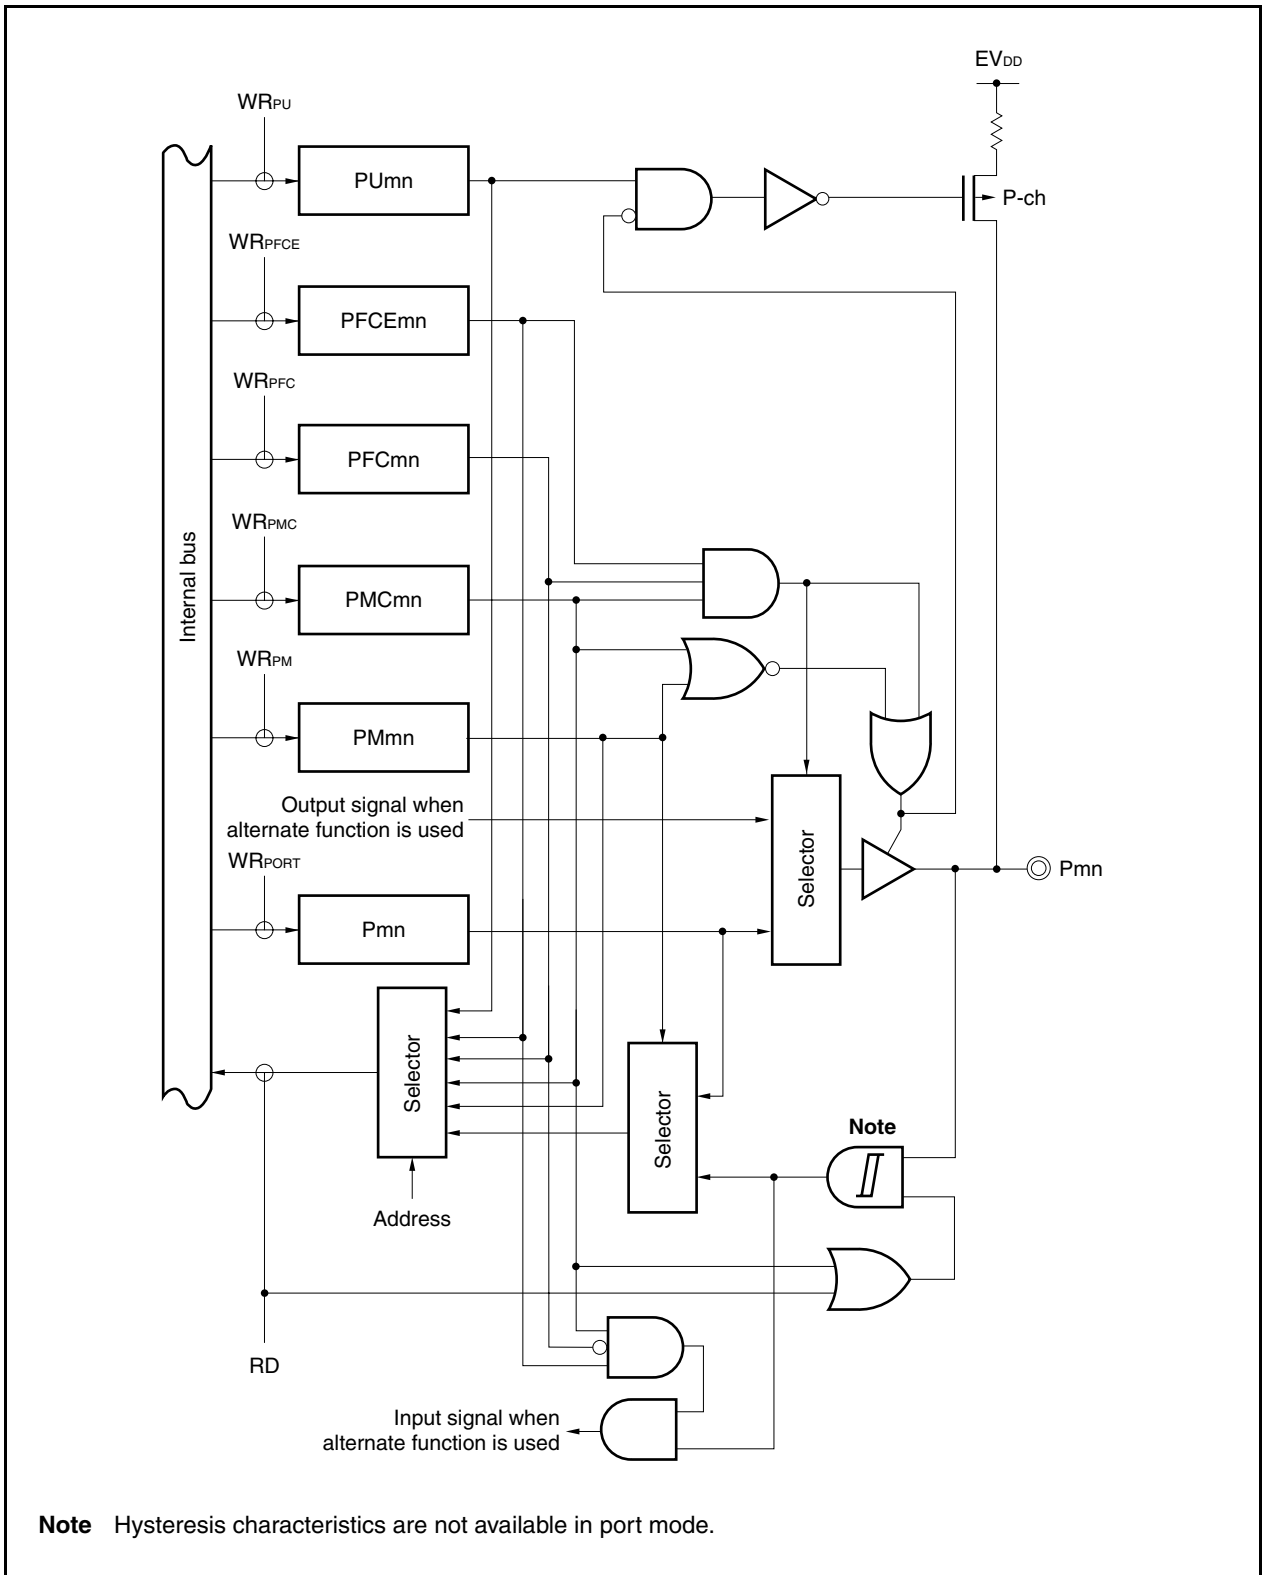 EVDD
WRPU
PUmn
P-ch
WRPFCE
PFCEmn
WRPFC
PFCmn
WRPMC
Internal bus
PMCmn
WRPM
PMmn
Output signal when
alternate function is used
Selector
WRPORT
Pmn
Pmn
Selector
Selector
Note
Address
RD
Input signal when
alternate function is used
Note Hysteresis characteristics are not available in port mode.